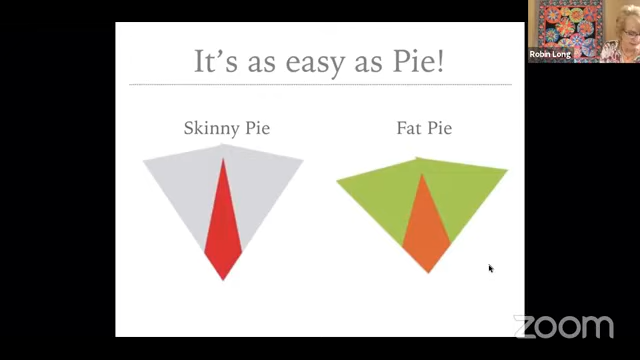 It's as easy as Pie!
Skinny Pie
Fat Pie
Robin Long
zoom